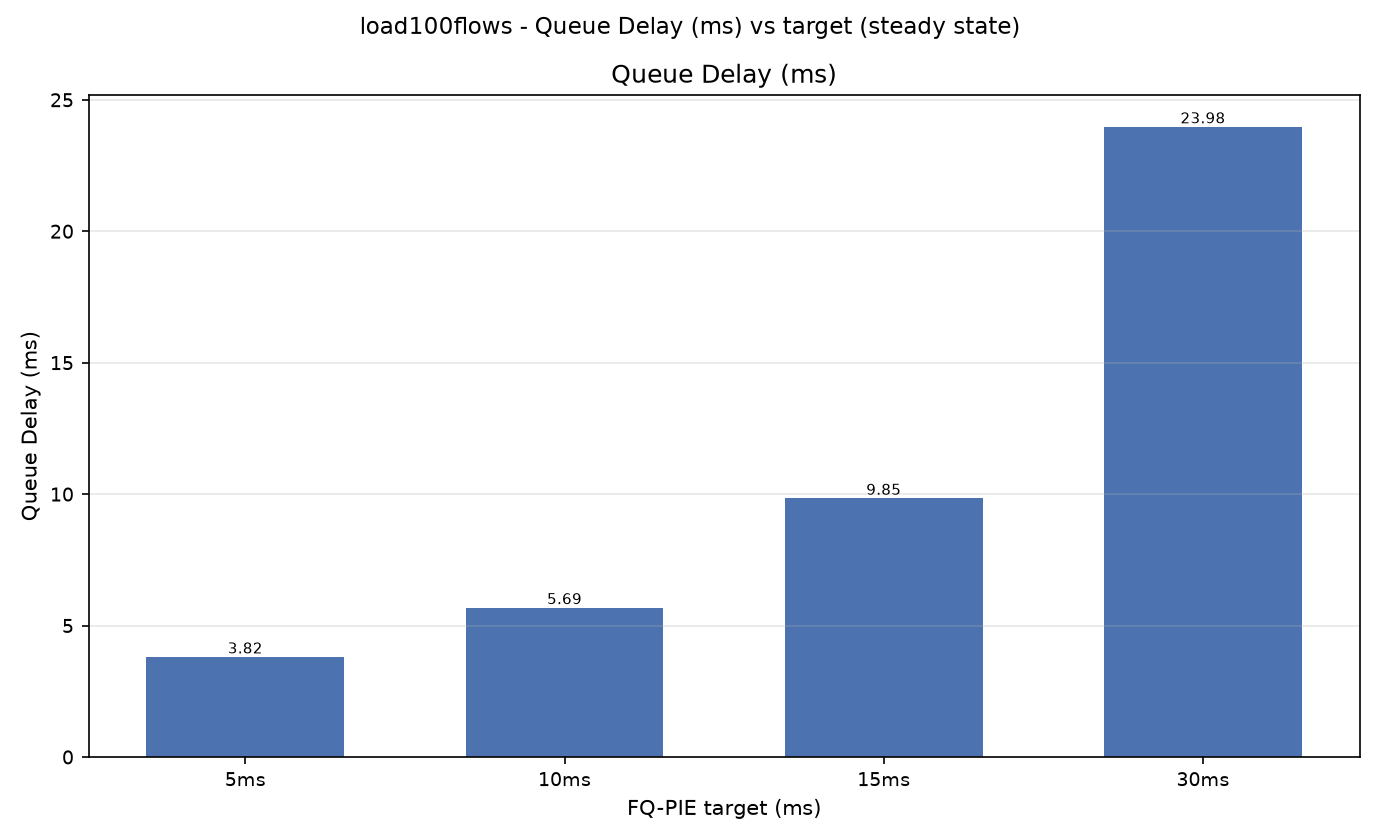 load100flows - Queue Delay (ms) vs target (steady state)
Queue Delay (ms)
Queue Delay (ms)
25
20
15
10
5
0
3.82
5.69
9.85
23.98
5ms
10ms
15ms
30ms
FQ-PIE target (ms)